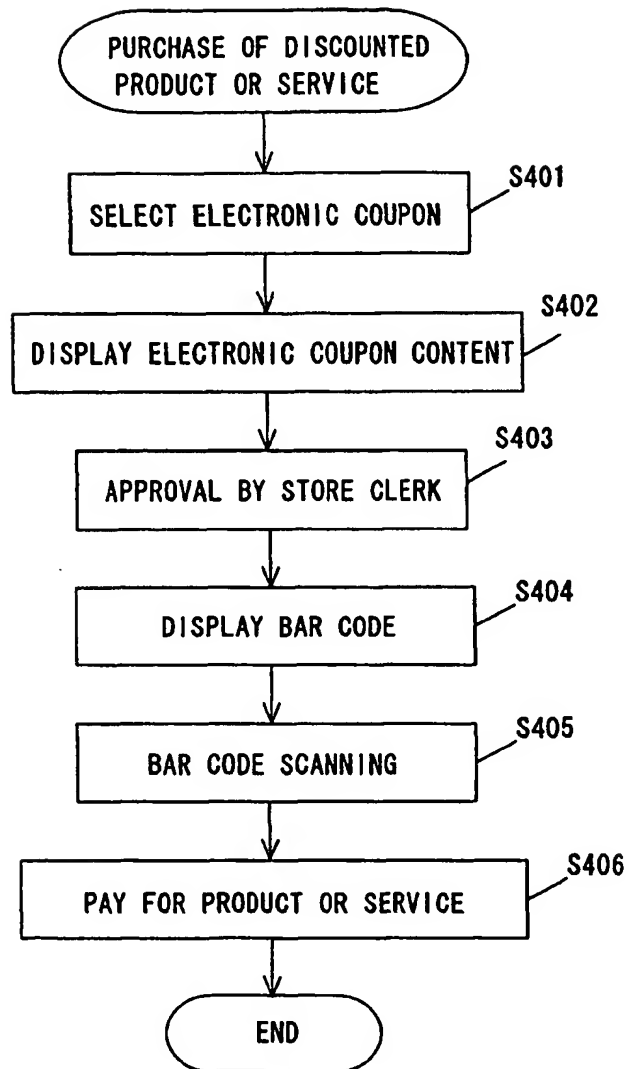 PURCHASE OF DISCOUNTED
PRODUCT OR SERVICE
S401
SELECT ELECTRONIC COUPON
S402
DISPLAY ELECTRONIC COUPON CONTENT
S403
APPROVAL BY STORE CLERK
S404
DISPLAY BAR CODE
S405
BAR CODE SCANNING
S406
PAY FOR PRODUCT OR SERVICE
END